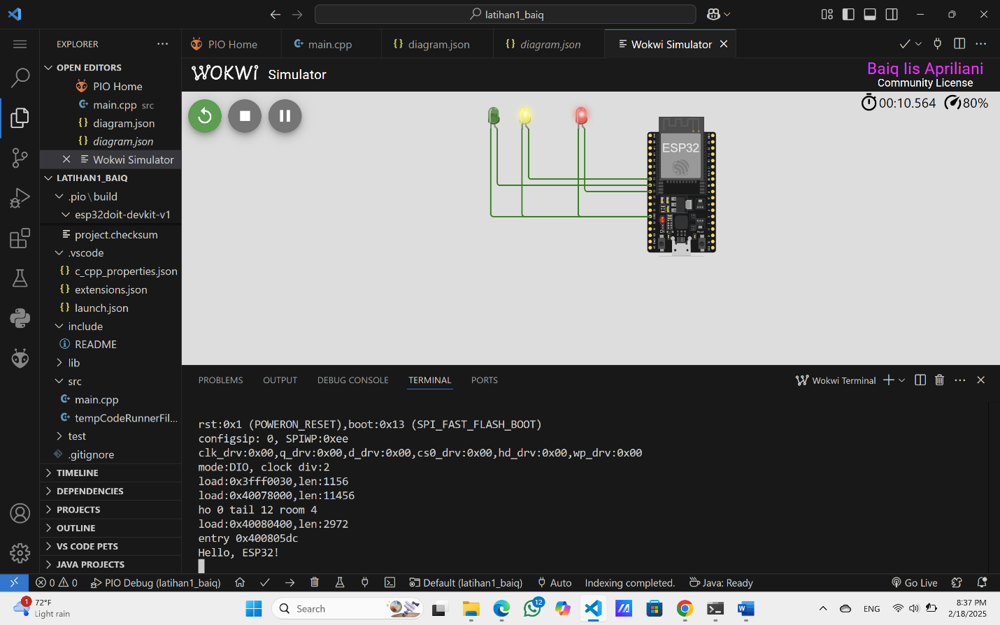 latihan1_baiq
EXPLORER
PIO Home
main.cpp
diagram.json
diagram.json
Wokwi Simulator
OPEN EDITORS
PIO Home
main.cpp src
diagram.json
diagram.json
Wokwi Simulator
LATIHAN1_BAIQ
.pio \ build
esp32doit-devkit-v1
project.checksum
.vscode
c_cpp_properties.json
extensions.json
launch.json
include
README
lib
src
main.cpp
tempCodeRunnerFil...
test
.gitignore
TIMELINE
DEPENDENCIES
PROJECTS
OUTLINE
VS CODE PETS
JAVA PROJECTS
WOKWI Simulator
Baiq Iis Apriliani
Community License
00:10.564 80%
ESP32
PROBLEMS OUTPUT DEBUG CONSOLE TERMINAL PORTS
Wokwi Terminal
rst:0x1 (POWERON_RESET),boot:0x13 (SPI_FAST_FLASH_BOOT)
configsip: 0, SPIWP:0xee
clk_drv:0x00,q_drv:0x00,d_drv:0x00,cs0_drv:0x00,hd_drv:0x00,wp_drv:0x00
mode:DIO, clock div:2
load:0x3fff0030,len:1156
load:0x40078000,len:11456
ho 0 tail 12 room 4
load:0x40080400,len:2972
entry 0x400805dc
Hello, ESP32!
0 0 PIO Debug (latihan1_baiq) Default (latihan1_baiq) Auto Indexing completed. Java: Ready Go Live
1
72°F
Light rain
Search
12
ENG
8:37 PM
2/18/2025